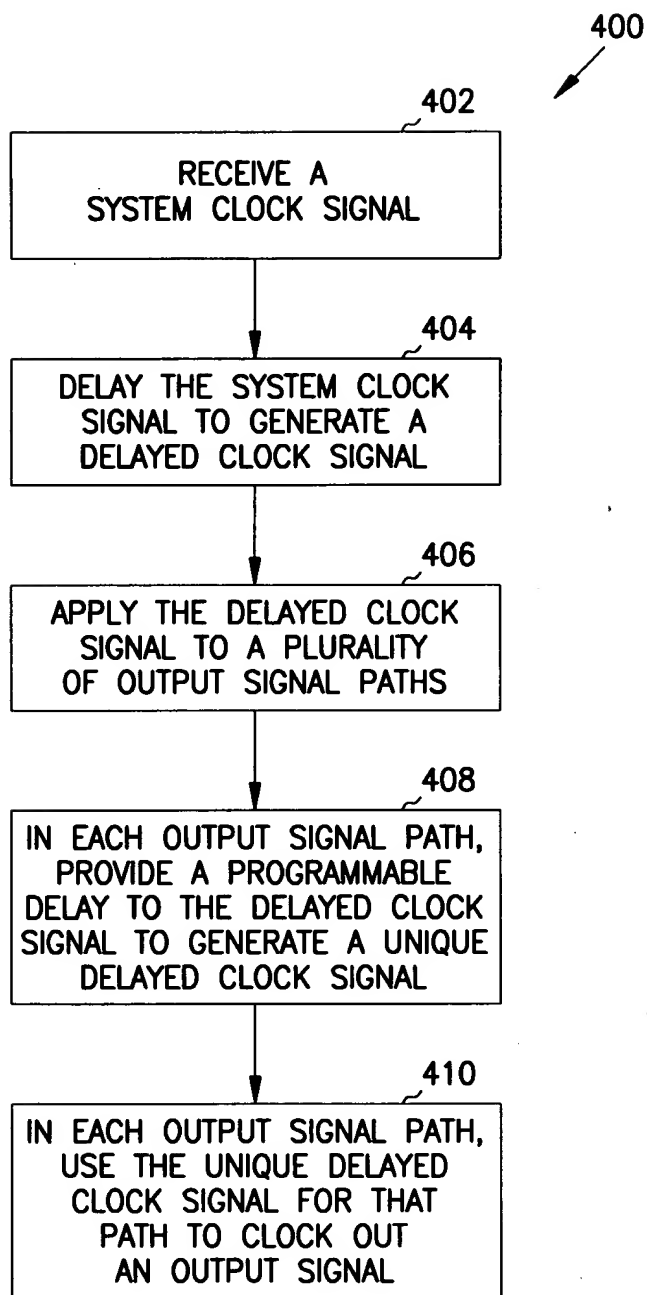 400
402
RECEIVE A
SYSTEM CLOCK SIGNAL
404
DELAY THE SYSTEM CLOCK
SIGNAL TO GENERATE A
DELAYED CLOCK SIGNAL
406
APPLY THE DELAYED CLOCK
SIGNAL TO A PLURALITY
OF OUTPUT SIGNAL PATHS
408
IN EACH OUTPUT SIGNAL PATH,
PROVIDE A PROGRAMMABLE
DELAY TO THE DELAYED CLOCK
SIGNAL TO GENERATE A UNIQUE
DELAYED CLOCK SIGNAL
410
IN EACH OUTPUT SIGNAL PATH,
USE THE UNIQUE DELAYED
CLOCK SIGNAL FOR THAT
PATH TO CLOCK OUT
AN OUTPUT SIGNAL